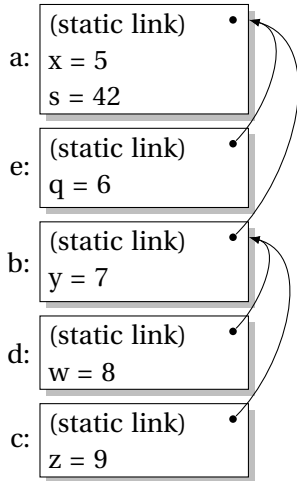 (static link)
a:
x = 5
s = 42
(static link)
e:
q = 6
(static link)
b:
y = 7
(static link)
d:
w = 8
(static link)
c:
z = 9